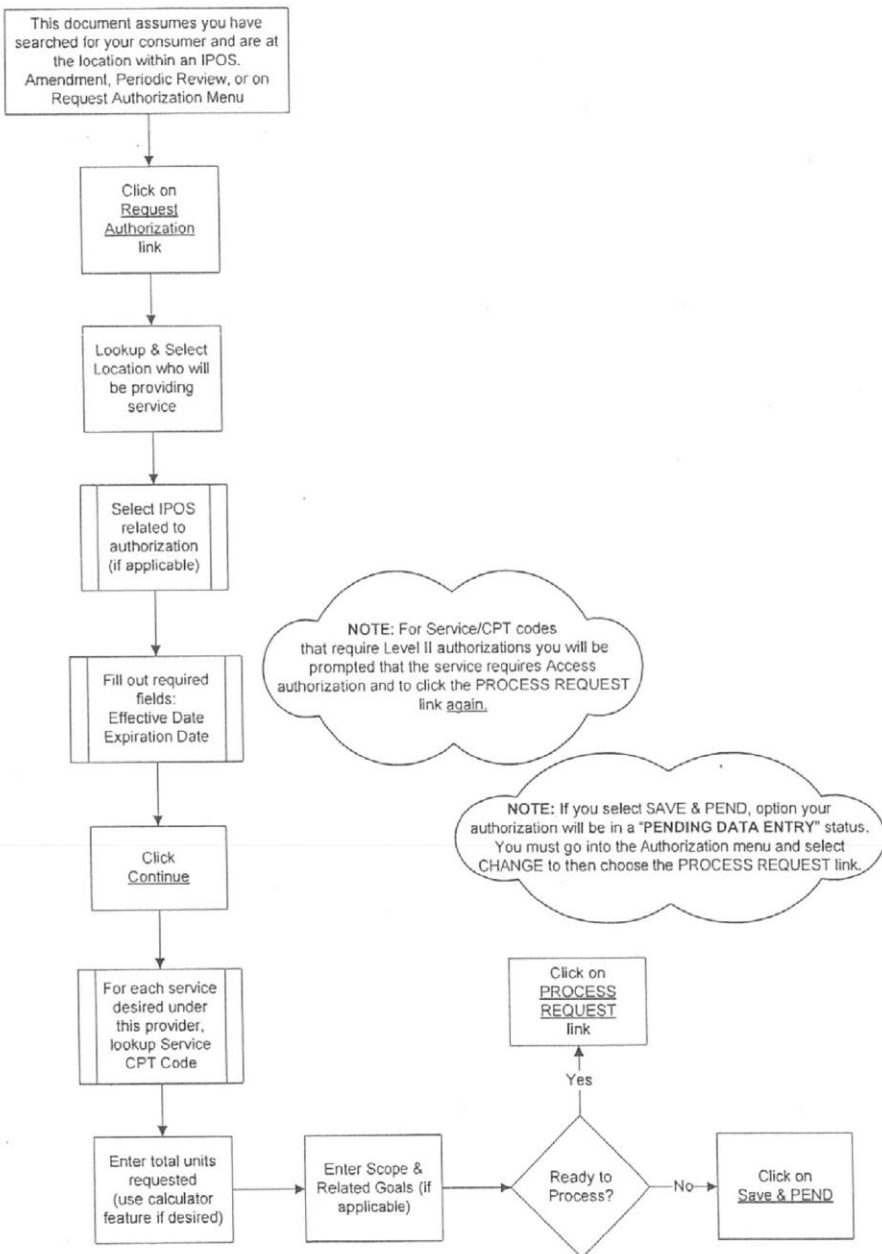 This document assumes you have
searched for your consumer and are at
the location within an IPOS.
Amendment, Periodic Review, or on
Request Authorization Menu
Click on
Request
Authorization
link
Lookup & Select
Location who will
be providing
service
Select IPOS
related to
authorization
(if applicable)
NOTE: For Service/CPT codes
that require Level II authorizations you will be
prompted that the service requires Access
authorization and to click the PROCESS REQUEST
link again.
Fill out required
fields:
Effective Date
Expiration Date
NOTE: If you select SAVE & PEND, option your
authorization will be in a "PENDING DATA ENTRY" status.
You must go into the Authorization menu and select
CHANGE to then choose the PROCESS REQUEST link.
Click
Continue
For each service
desired under
this provider,
lookup Service
CPT Code
Enter total units
requested
(use calculator
feature if desired)
Enter Scope &
Related Goals (if
applicable)
Ready to
Process?
Yes
Click on
PROCESS
REQUEST
link
No
Click on
Save & PEND